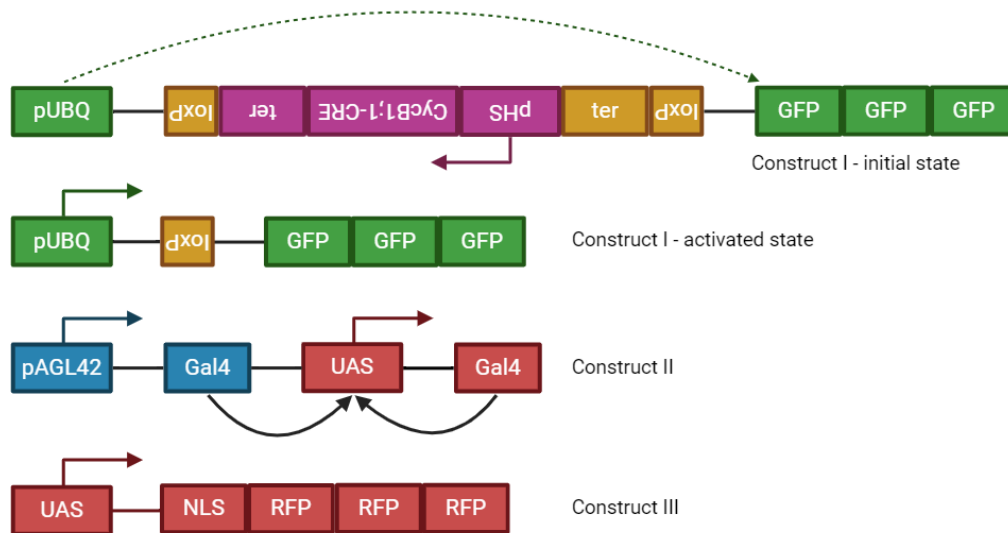 pUBQ loxP ter CycB1;1-CRE pHS ter loxP GFP GFP GFP
Construct I - initial state
pUBQ loxP GFP GFP GFP Construct I - activated state
pAGL42 Gal4 UAS Gal4 Construct II
UAS NLS RFP RFP RFP Construct III